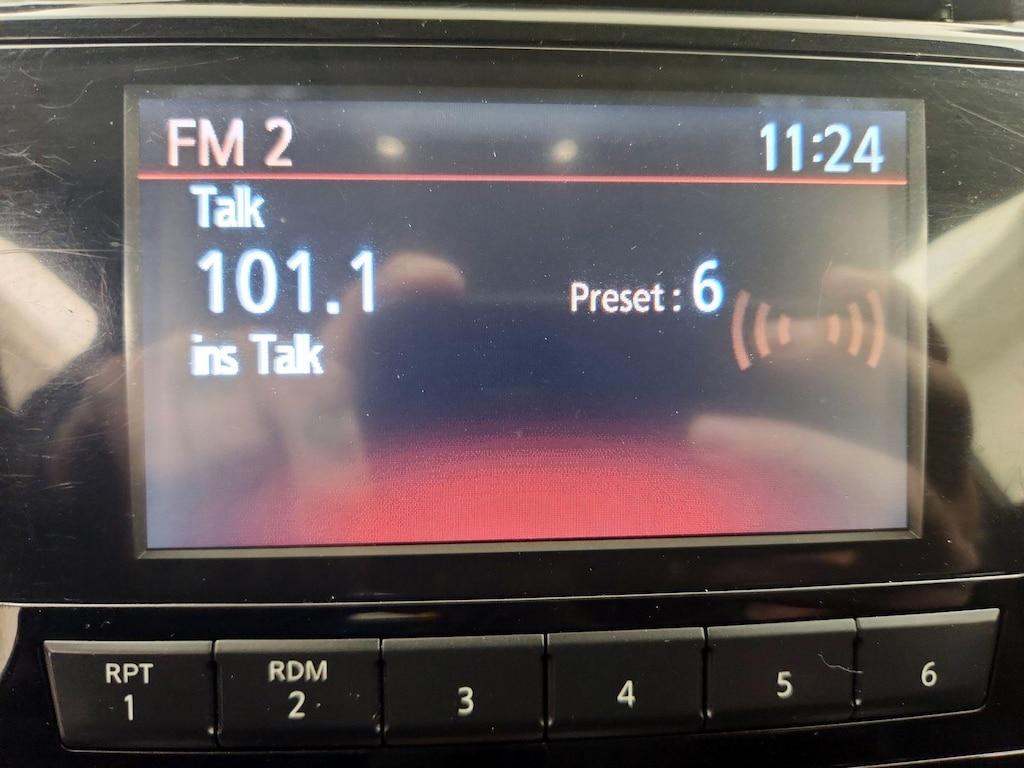 FM 2 11:24
Talk
101.1 Preset : 6
ins Talk
RPT RDM
1 2 3 4 5 6